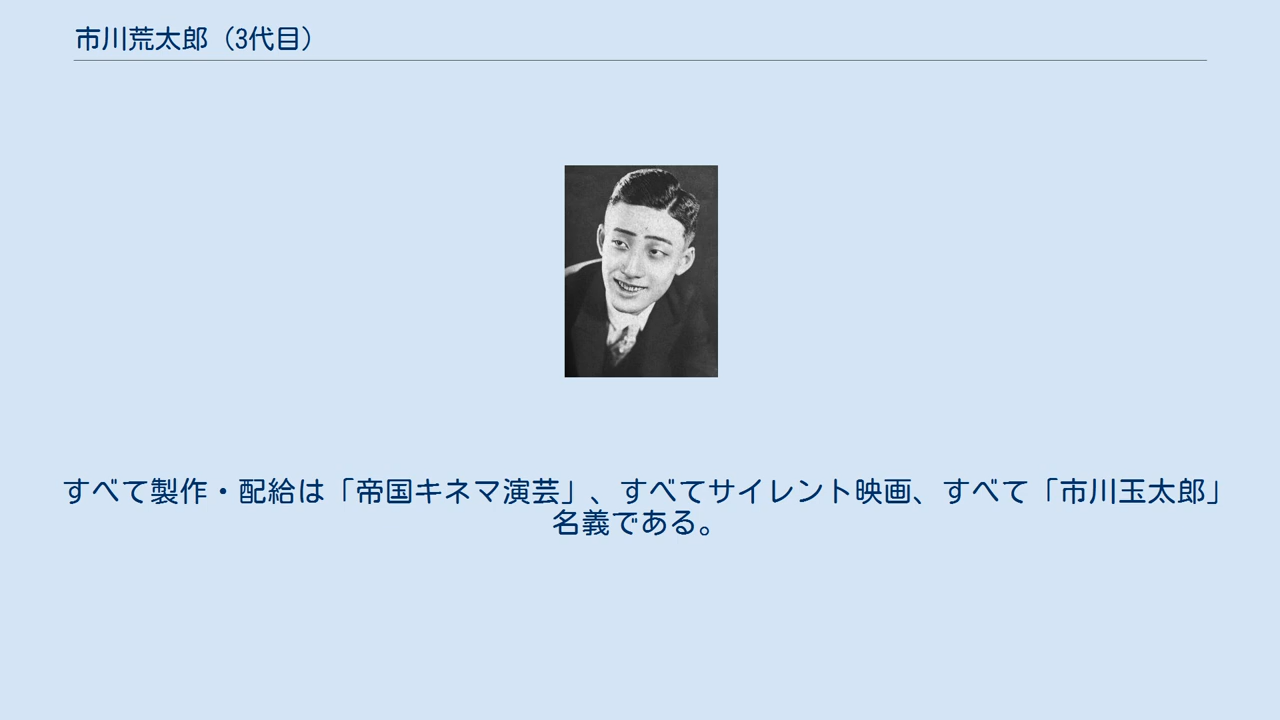 市川荒太郎（3代目）
すべて製作・配給は「帝国キネマ演芸」、すべてサイレント映画、すべて「市川玉太郎」
名義である。